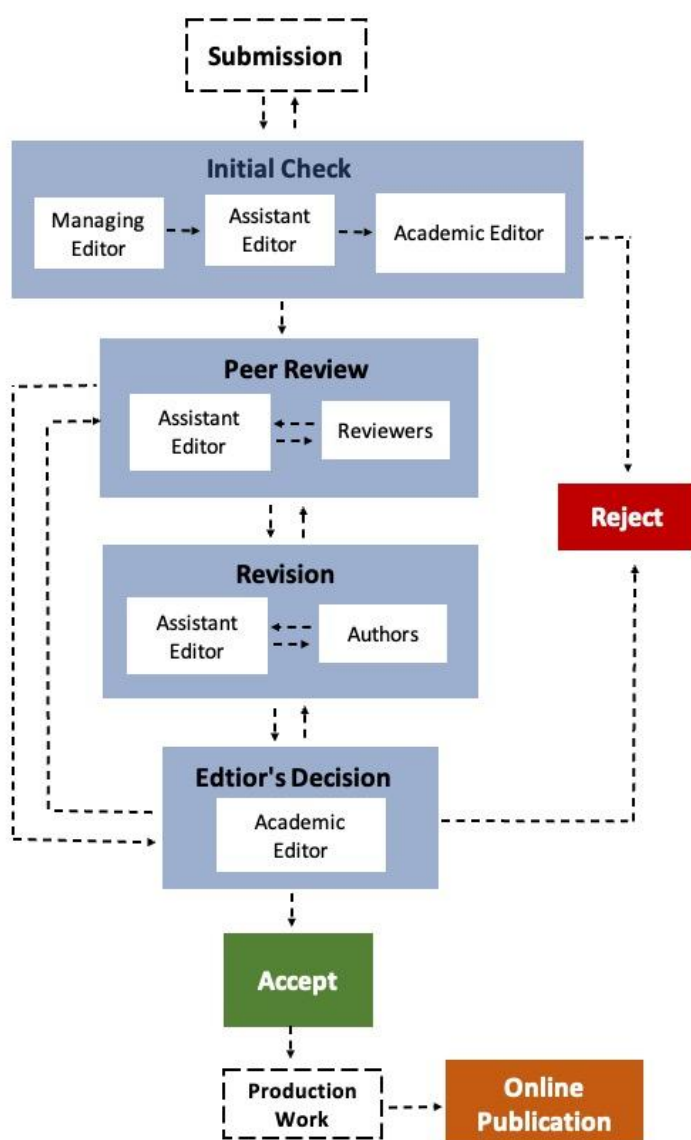 Submission
Initial Check
Managing
Editor
Assistant
Editor
Academic Editor
Peer Review
Assistant
Editor
Reviewers
Reject
Revision
Assistant
Editor
Authors
Edtior's Decision
Academic
Editor
Accept
Production
Work
Online
Publication